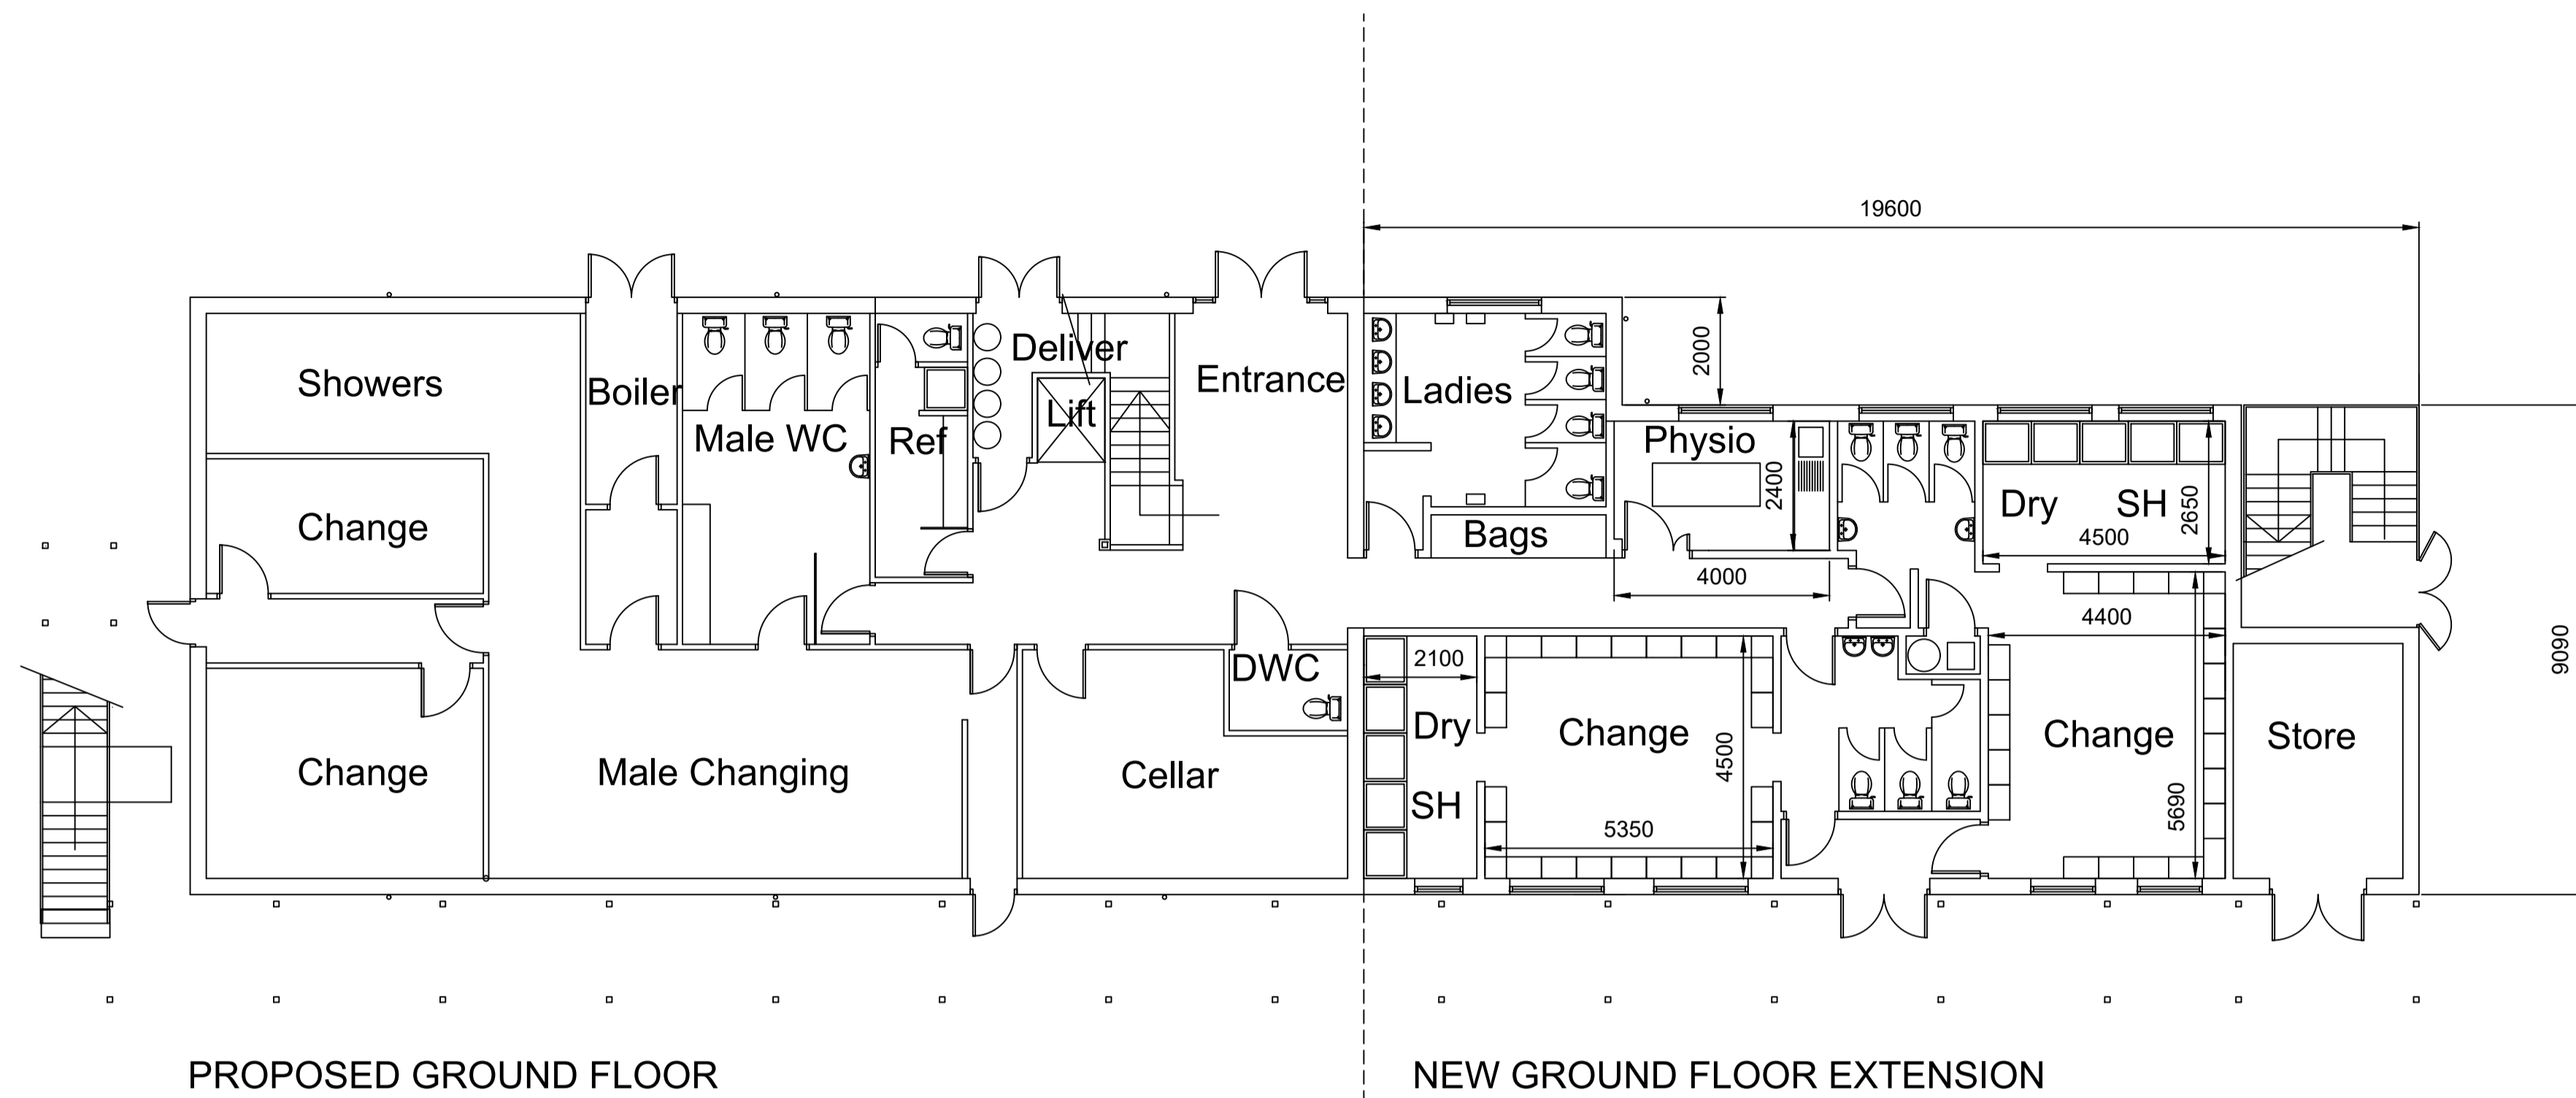 19600
2000
Showers
Boiler
Male WC
Ref
Deliver
Lift
Entrance
Ladies
Physio
2400
Bags
4000
Dry
SH
4500
2650
Change
4400
9090
DWC
2100
Dry
SH
Change
4500
5350
Change
5690
Store
Change
Male Changing
Cellar
PROPOSED GROUND FLOOR
NEW GROUND FLOOR EXTENSION